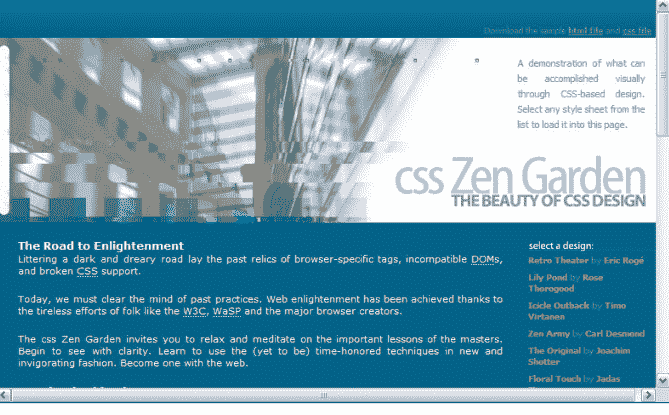 Download the sample html file and css file
A demonstration of what can
be accomplished visually
through CSS-based design.
Select any style sheet from the
list to load it into this page.
css Zen Garden
THE BEAUTY OF CSS DESIGN
The Road to Enlightenment
Littering a dark and dreary road lay the past relics of browser-specific tags, incompatible DOMs,
and broken CSS support.
Today, we must clear the mind of past practices. Web enlightenment has been achieved thanks to
the tireless efforts of folk like the W3C, WaSP and the major browser creators.
The css Zen Garden invites you to relax and meditate on the important lessons of the masters.
Begin to see with clarity. Learn to use the (yet to be) time-honored techniques in new and
invigorating fashion. Become one with the web.
select a design:
Retro Theater by Eric Rogé
Lily Pond by Rose
Thorogood
Icicle Outback by Timo
Virtanen
Zen Army by Carl Desmond
The Original by Joachim
Shotter
Floral Touch by Jadas